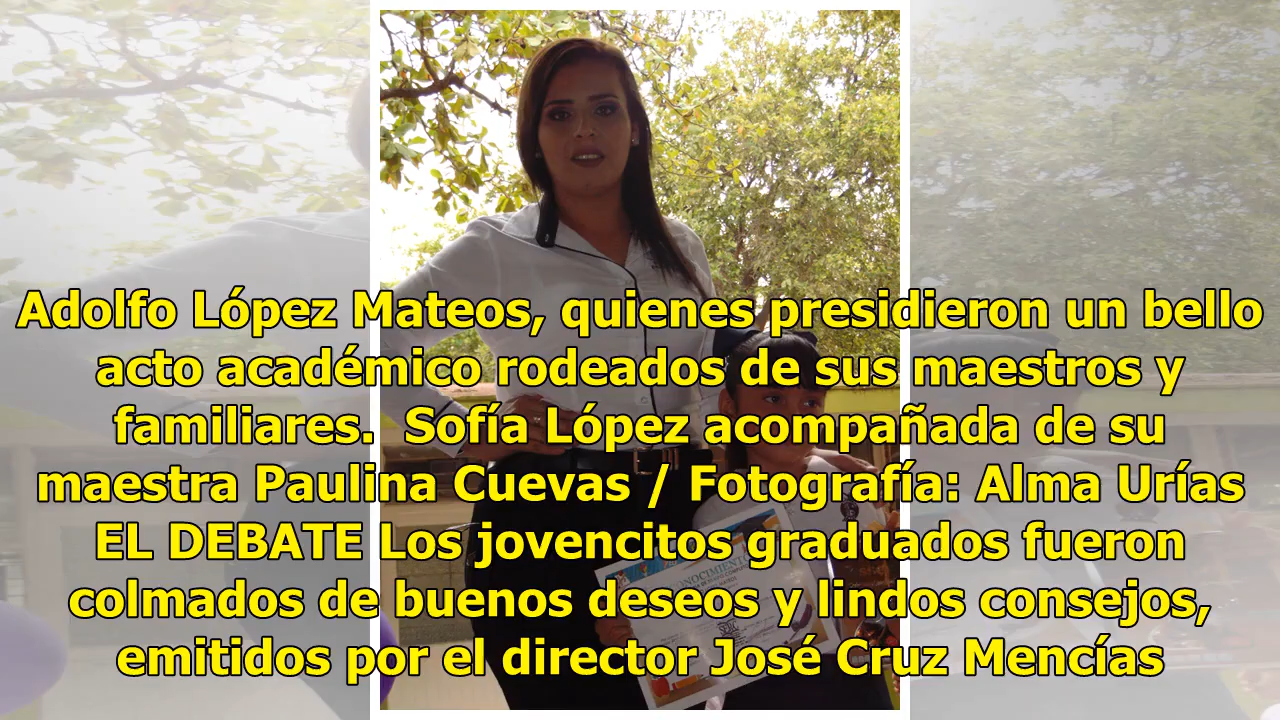 Adolfo López Mateos, quienes presidieron un bello
acto académico rodeados de sus maestros y
familiares.  Sofía López acompañada de su
maestra Paulina Cuevas / Fotografía: Alma Urías
EL DEBATE Los jovencitos graduados fueron
colmados de buenos deseos y lindos consejos,
emitidos por el director José Cruz Mencías